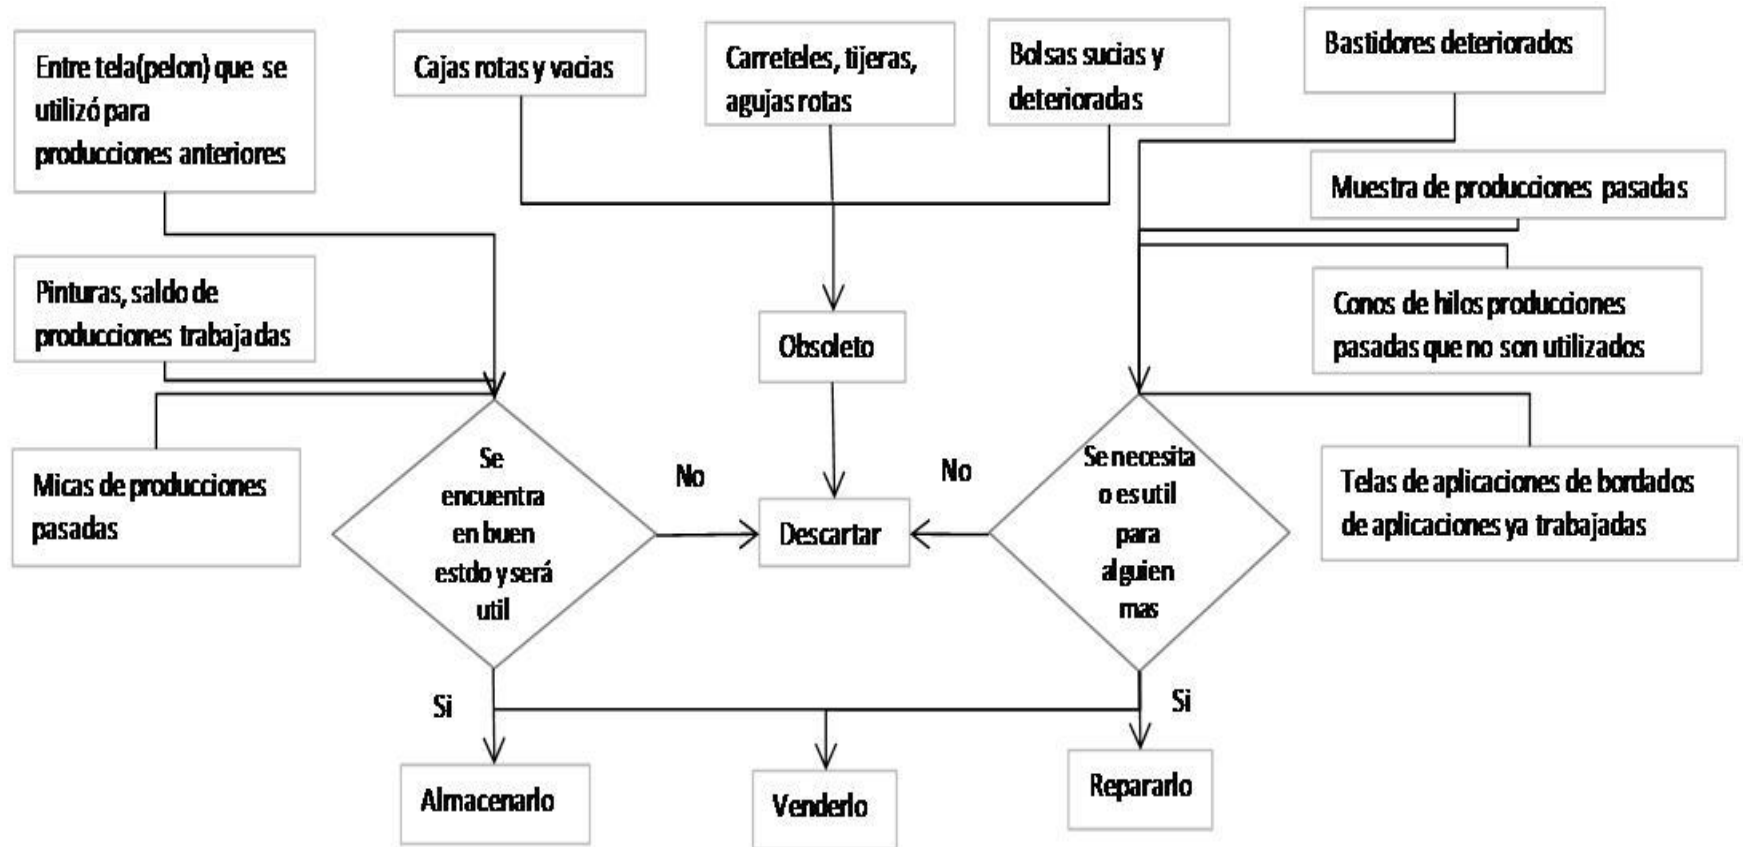 Entre tela(pelon) que se
utilizó para
producciones anteriores
Cajas rotas y vacias
Carreteles, tijeras,
agujas rotas
Bolsas sucias y
deterioradas
Bastidores deteriorados
Muestra de producciones pasadas
Pinturas, saldo de
producciones trabajadas
Obsoleto
Conos de hilos producciones
pasadas que no son utilizados
Micas de producciones
pasadas
Se
encuentra
en buen
estdo y será
util
No
Descartar
No
Se necesita
o es util
para
alguien
mas
Telas de aplicaciones de bordados
de aplicaciones ya trabajadas
Si
Si
Almacenarlo
Venderlo
Repararlo